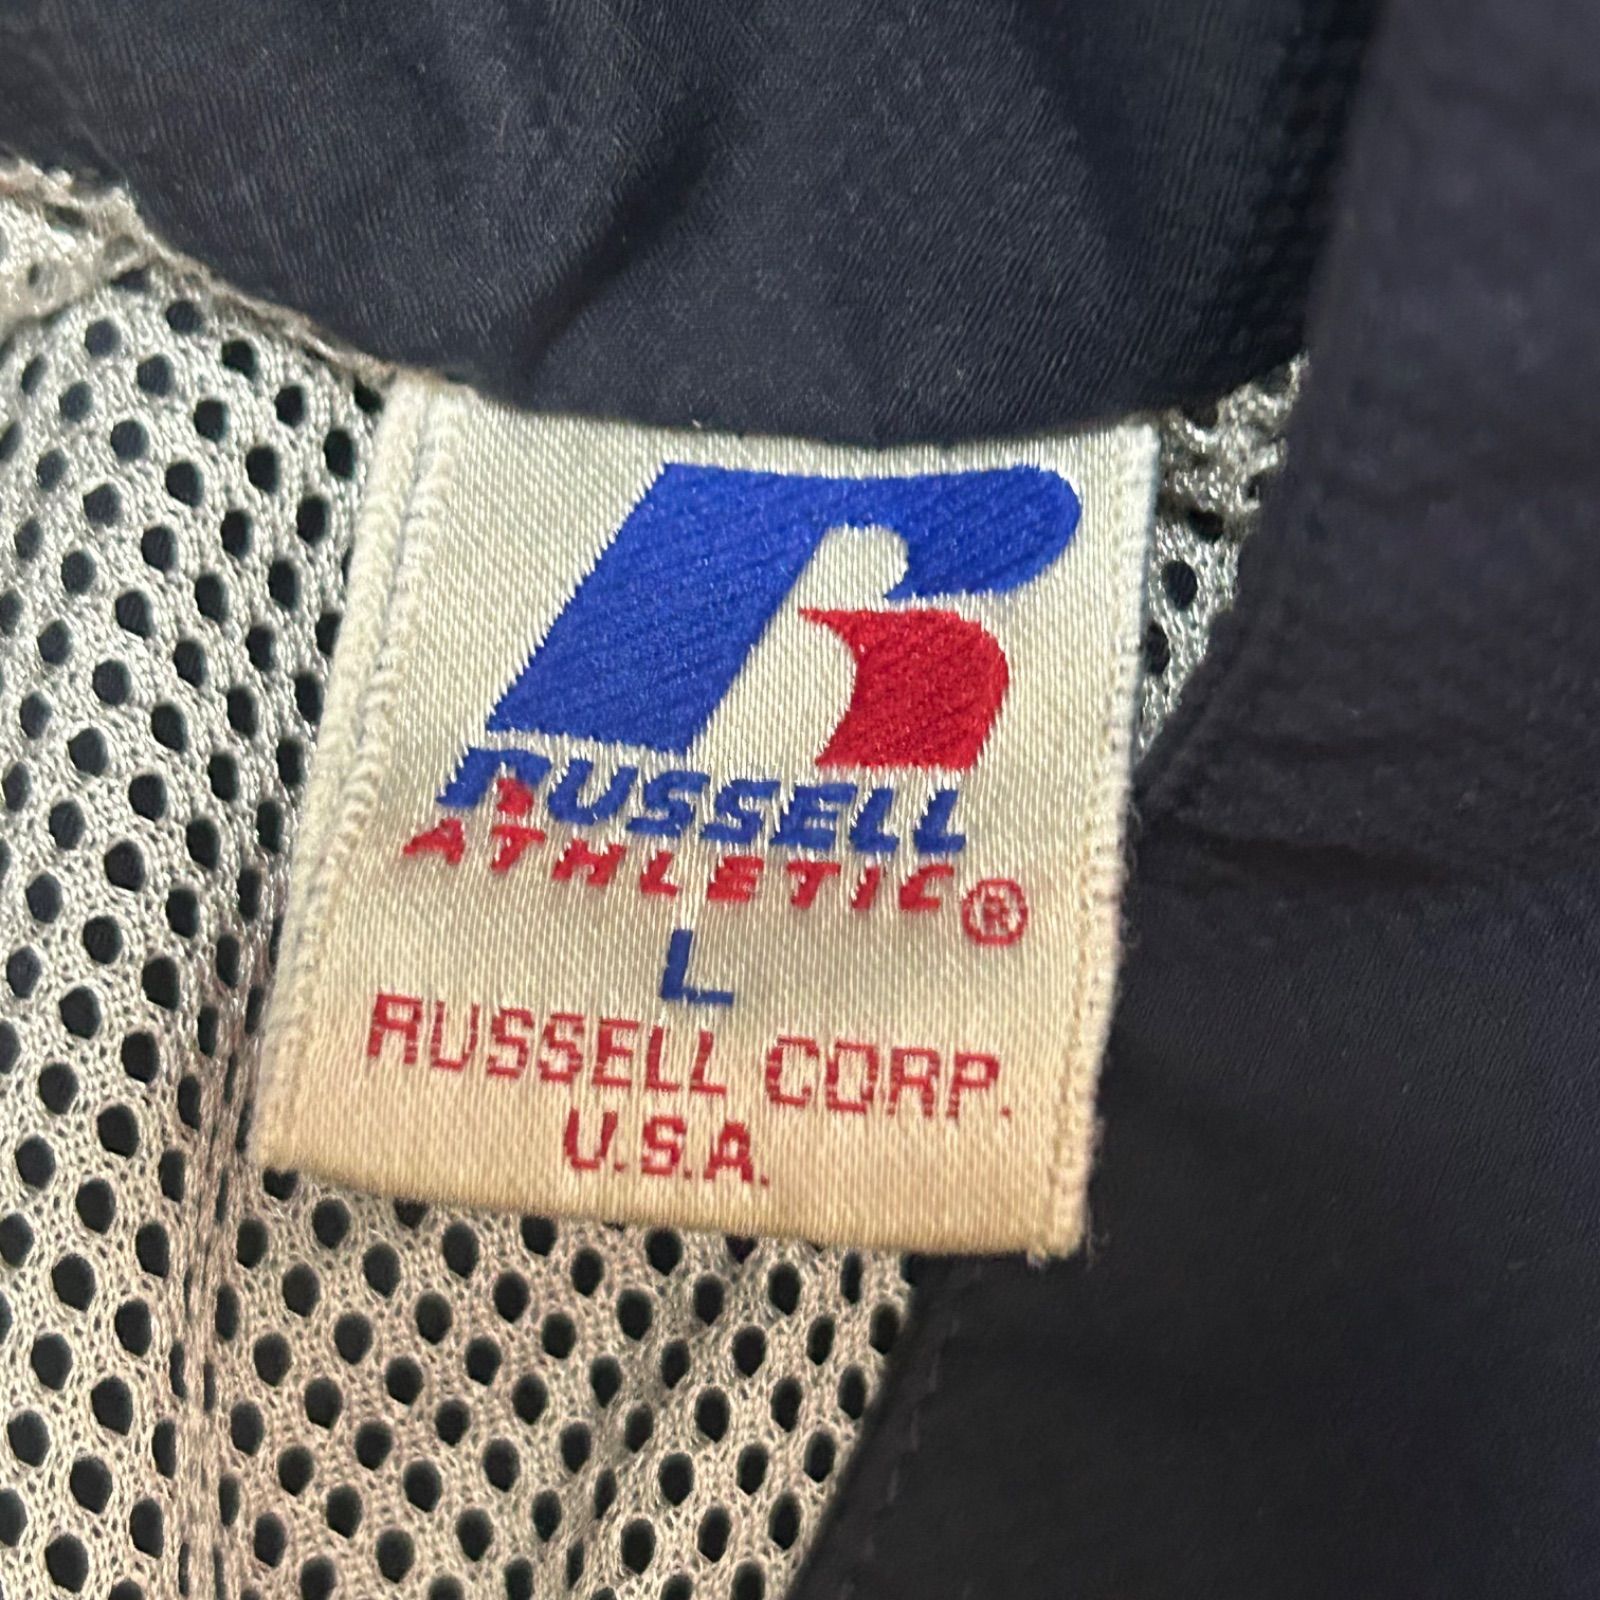 R
RUSSELL
ATHLETIC®
L
RUSSELL CORP.
U.S.A.